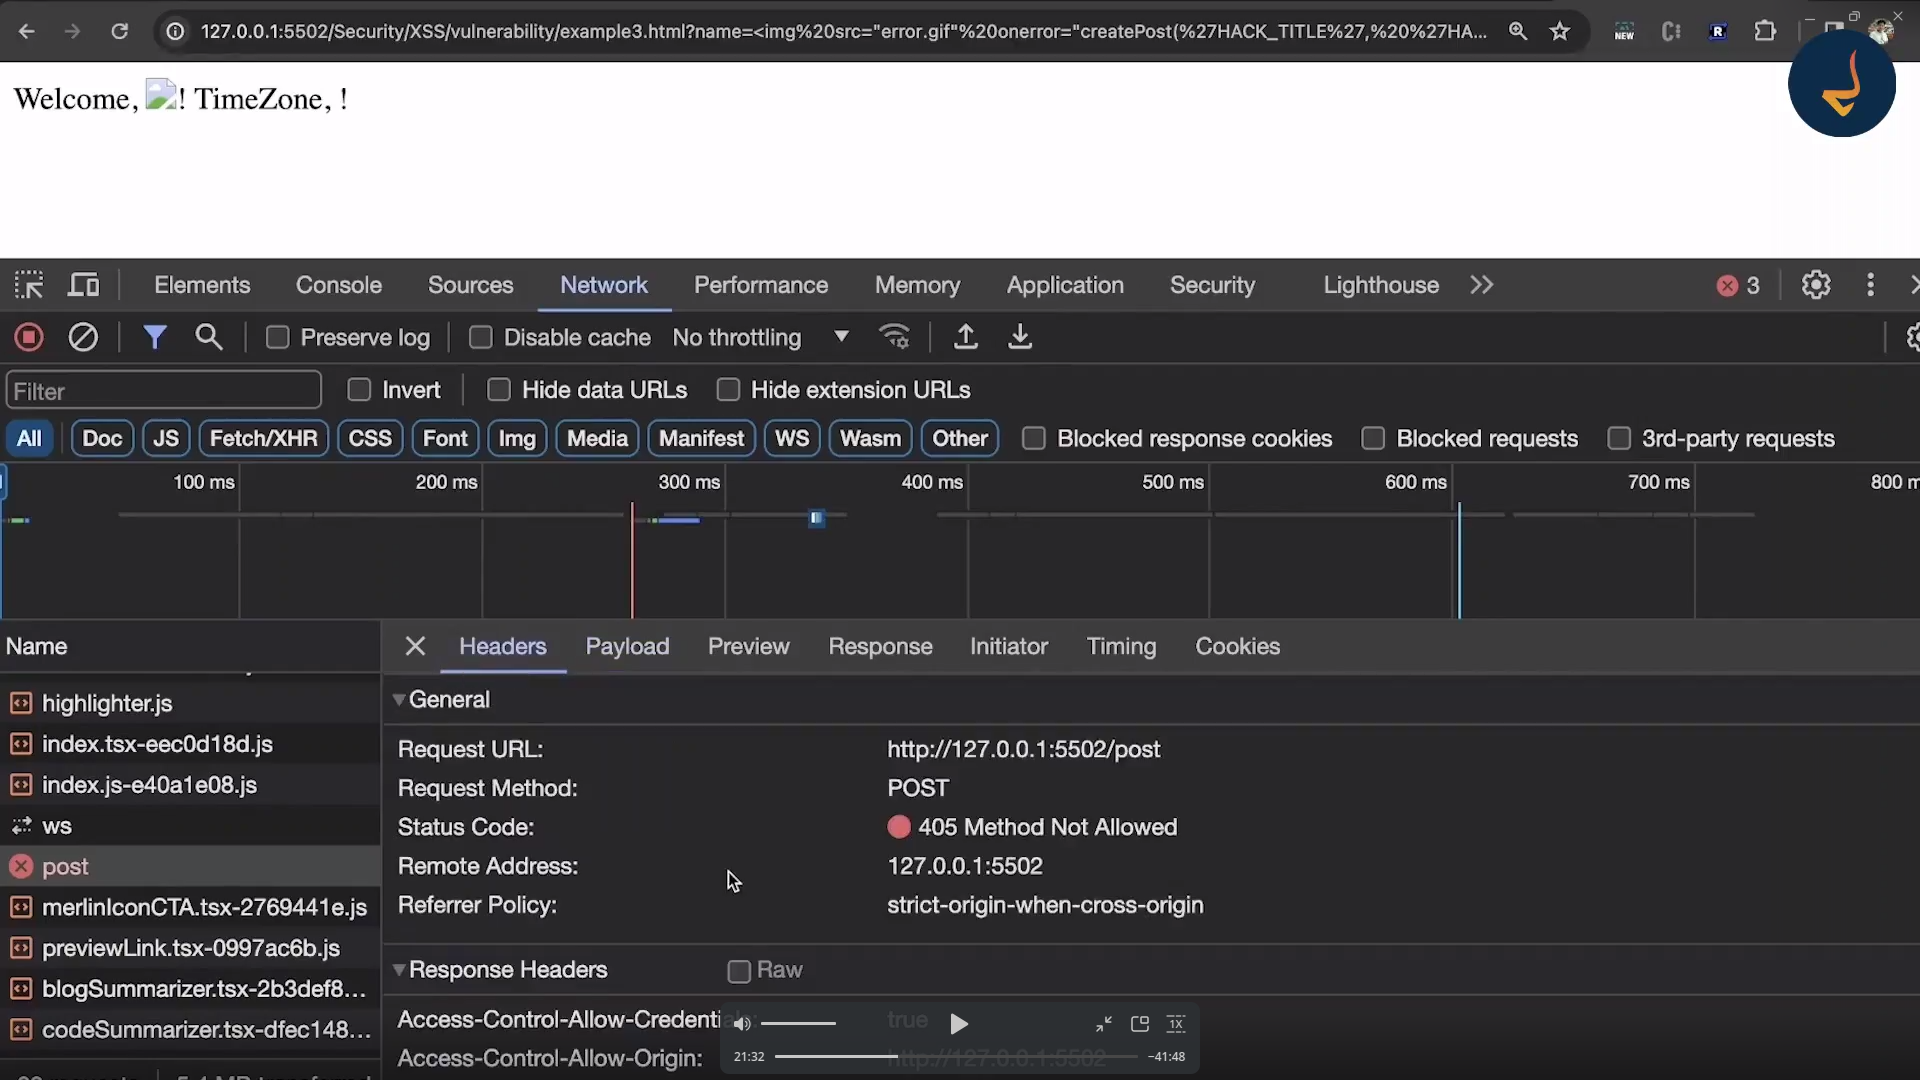 127.0.0.1:5502/Security/XSS/vulnerability/example3.html?name=<img%20src="error.gif"%20onerror="createPost(%27HACK_TITLE%27,%20%27HA...
NEW
R
Welcome, ! TimeZone, !
Elements Console Sources Network Performance Memory Application Security Lighthouse 3
Preserve log Disable cache No throttling
Filter Invert Hide data URLs Hide extension URLs
All Doc JS Fetch/XHR CSS Font Img Media Manifest WS Wasm Other Blocked response cookies Blocked requests 3rd-party requests
100 ms 200 ms 300 ms 400 ms 500 ms 600 ms 700 ms 800 m
Name
highlighter.js
index.tsx-eec0d18d.js
index.js-e40a1e08.js
ws
post
merlinIconCTA.tsx-2769441e.js
previewLink.tsx-0997ac6b.js
blogSummarizer.tsx-2b3def8...
codeSummarizer.tsx-dfec148...
Headers Payload Preview Response Initiator Timing Cookies
General
Request URL: http://127.0.0.1:5502/post
Request Method: POST
Status Code: 405 Method Not Allowed
Remote Address: 127.0.0.1:5502
Referrer Policy: strict-origin-when-cross-origin
Response Headers Raw
Access-Control-Allow-Credenti true
Access-Control-Allow-Origin: http://127.0.0.1:5502
1X
21:32 −41:48